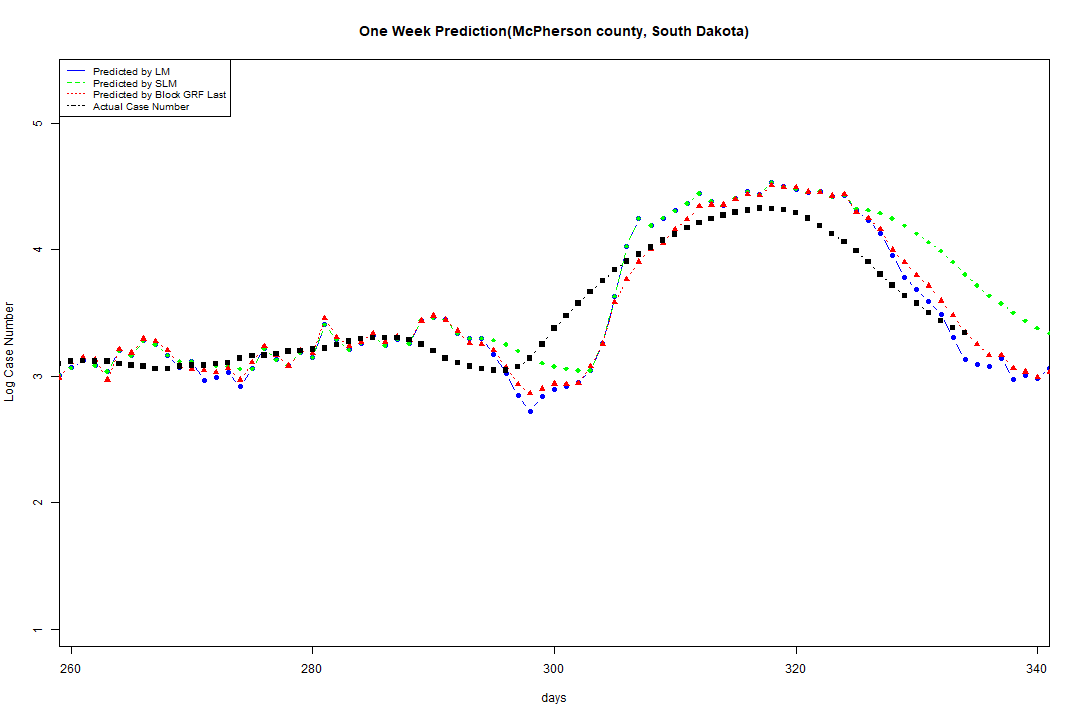 One Week Prediction(McPherson county, South Dakota)
Predicted by LM
Predicted by SLM
Predicted by Block GRF Last
Actual Case Number
5
4
3
2
1
Log Case Number
260 280 300 320 340
days